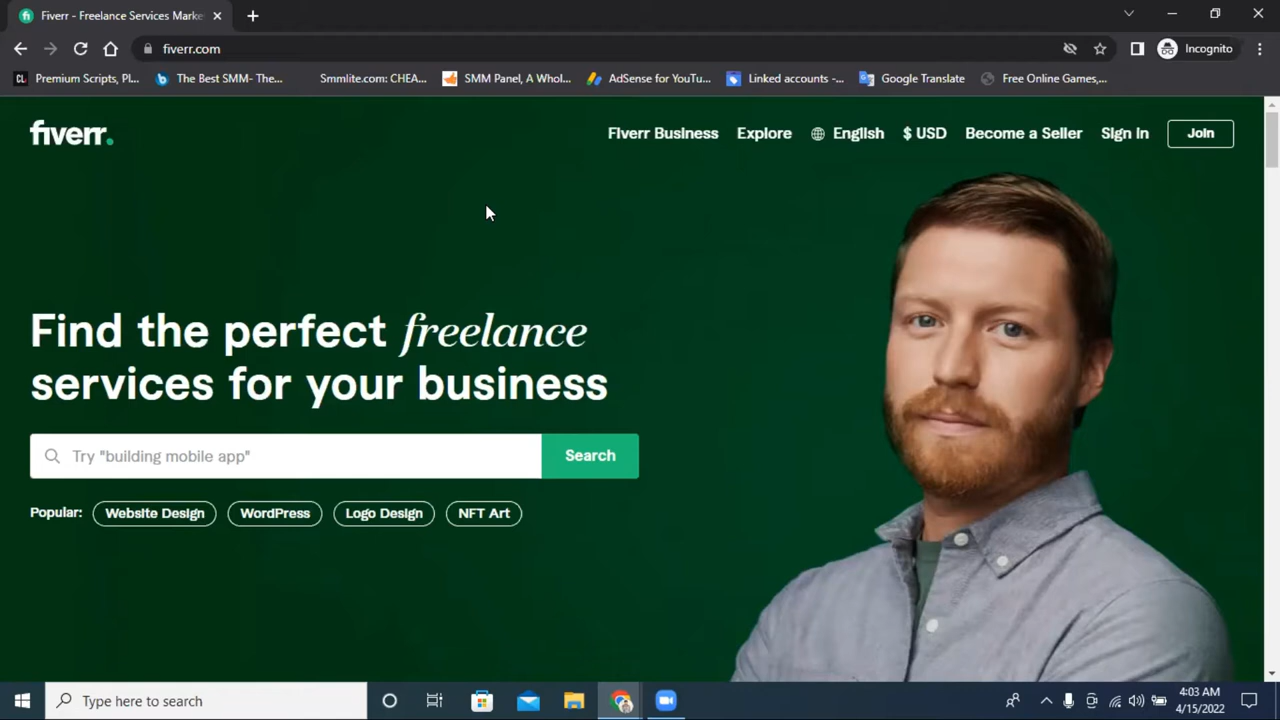 Fiverr - Freelance Services Marke
fiverr.com
Incognito
Premium Scripts, Pl...
The Best SMM- The...
Smmlite.com: CHEA...
SMM Panel, A Whol...
AdSense for YouTu...
Linked accounts -...
Google Translate
Free Online Games,...
fiverr.
Fiverr Business
Explore
English
$ USD
Become a Seller
Sign in
Join
Find the perfect freelance
services for your business
Try "building mobile app"
Search
Popular:
Website Design
WordPress
Logo Design
NFT Art
Type here to search
4:03 AM
4/15/2022